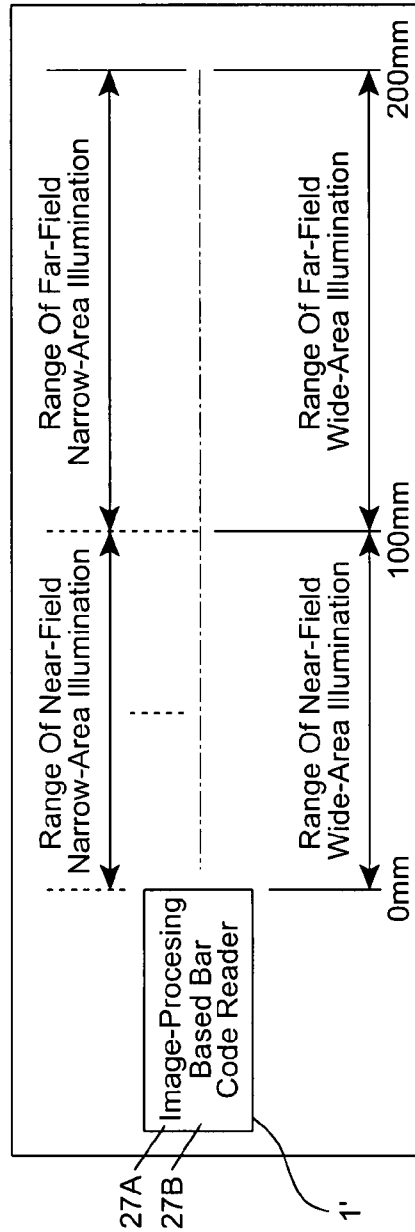 27A
27B
1'
Image-Procesing
Based Bar
Code Reader
Range Of Near-Field
Narrow-Area Illumination
Range Of Far-Field
Narrow-Area Illumination
Range Of Near-Field
Wide-Area Illumination
Range Of Far-Field
Wide-Area Illumination
0mm
100mm
200mm